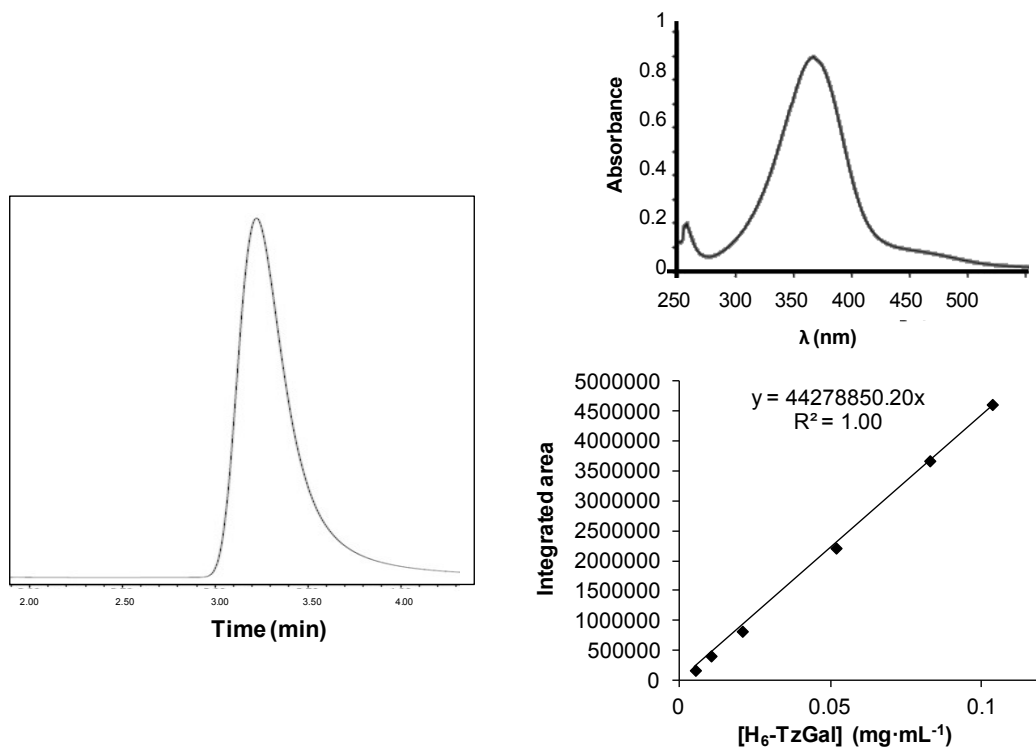 2.00 2.50 3.00 3.50 4.00
Time (min)
1
0.8
0.6
0.4
0.2
0
Absorbance
250 300 350 400 450 500
λ (nm)
5000000
4500000
4000000
3500000
3000000
2500000
2000000
1500000
1000000
500000
0
Integrated area
y = 44278850.20x
R² = 1.00
0 0.05 0.1
[H₆-TzGal] (mg·mL⁻¹)